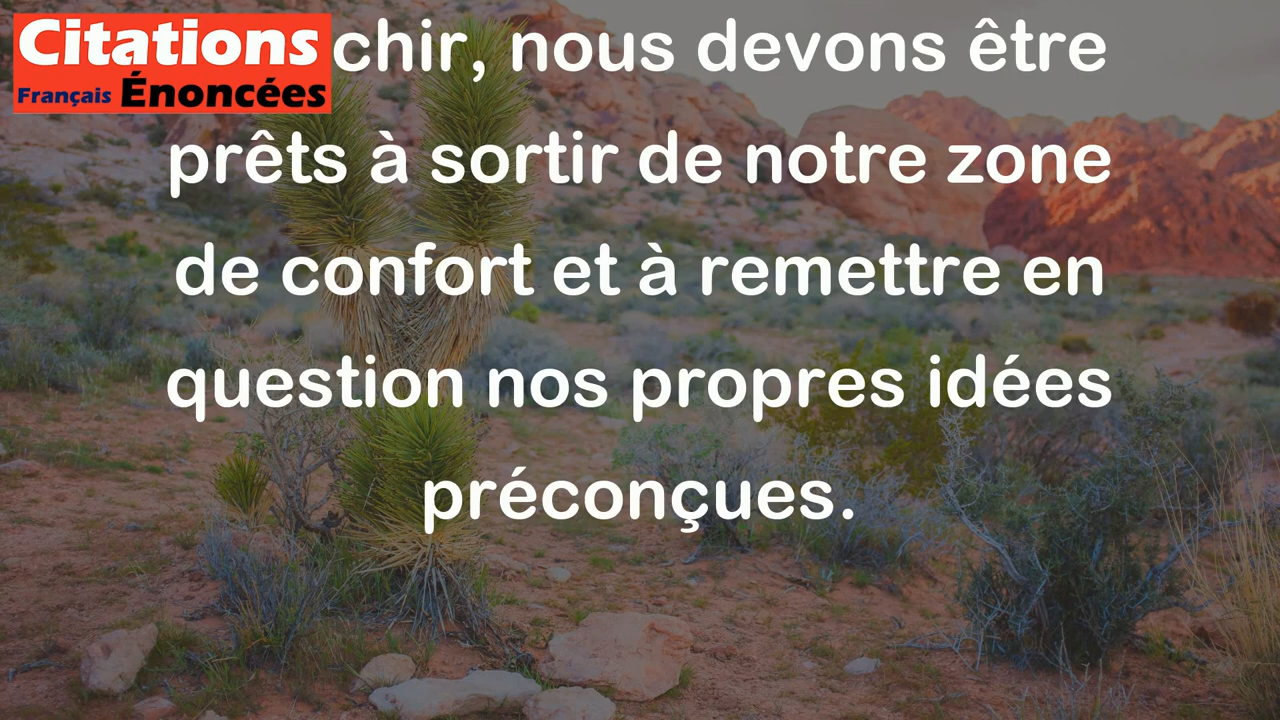 Citations
Français Énoncées
chir, nous devons être
prêts à sortir de notre zone
de confort et à remettre en
question nos propres idées
préconçues.